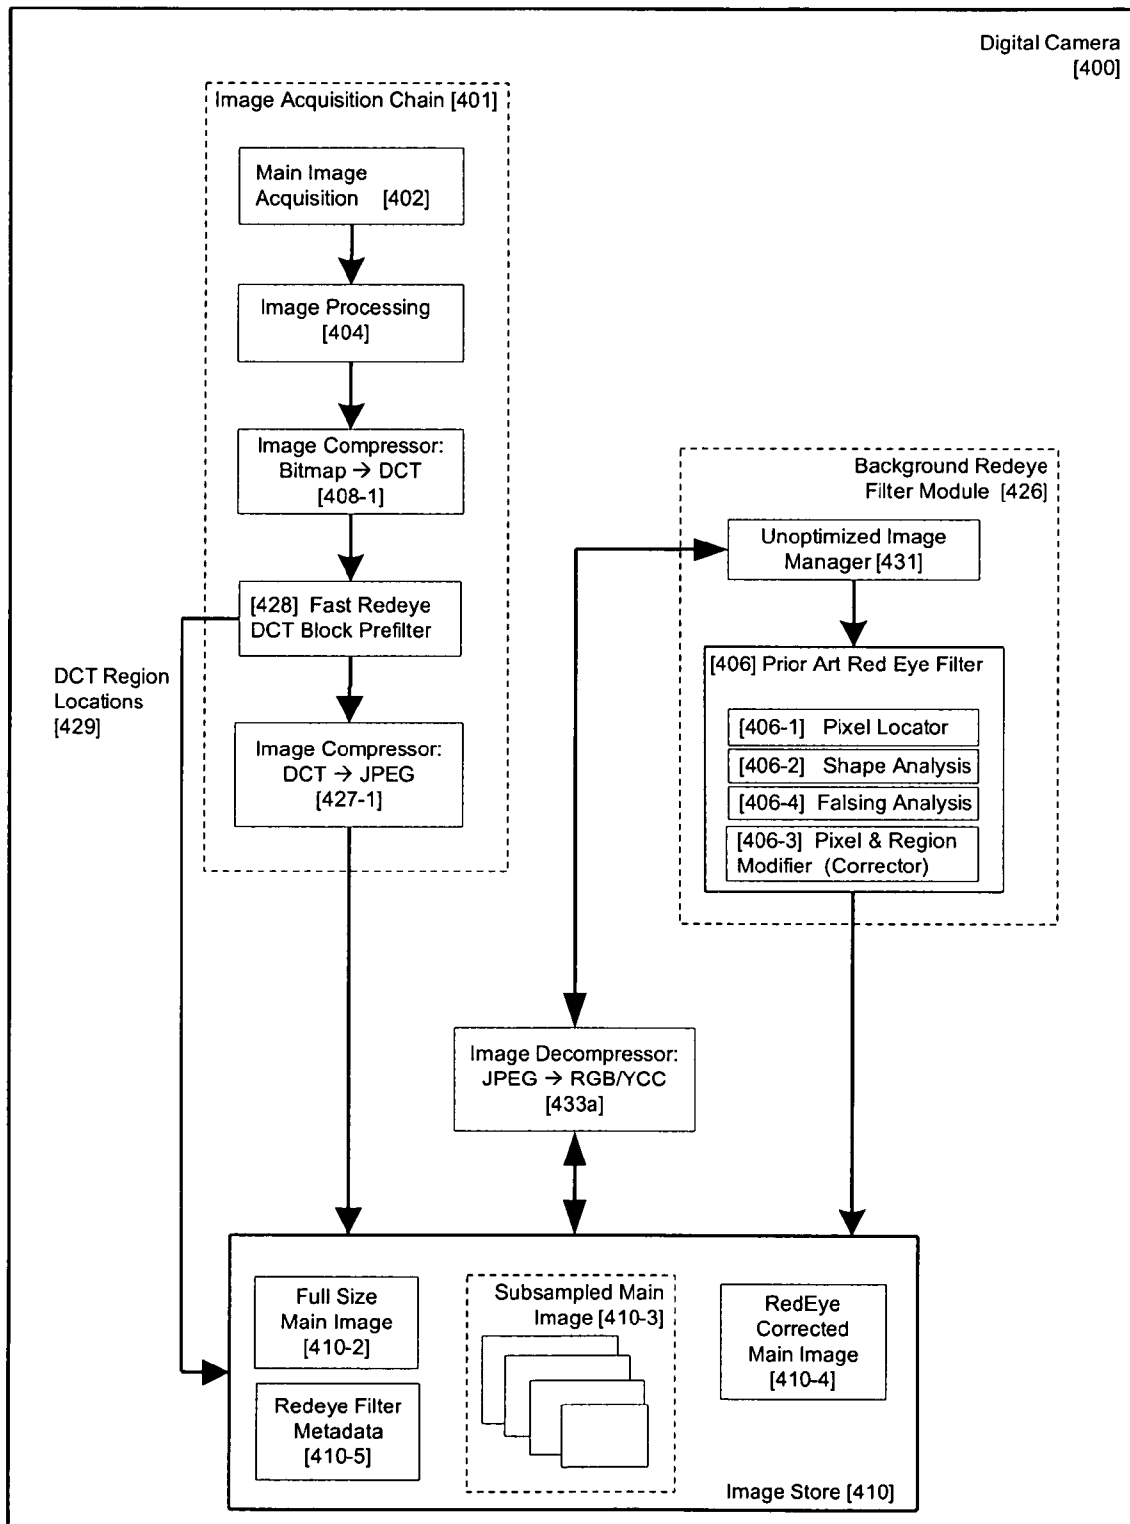 Digital Camera
[400]
Image Acquisition Chain [401]
Main Image
Acquisition [402]
Image Processing
[404]
Image Compressor:
Bitmap → DCT
[408-1]
[428] Fast Redeye
DCT Block Prefilter
DCT Region
Locations
[429]
Image Compressor:
DCT → JPEG
[427-1]
Background Redeye
Filter Module [426]
Unoptimized Image
Manager [431]
[406] Prior Art Red Eye Filter
[406-1] Pixel Locator
[406-2] Shape Analysis
[406-4] Falsing Analysis
[406-3] Pixel & Region
Modifier (Corrector)
Image Decompressor:
JPEG → RGB/YCC
[433a]
Full Size
Main Image
[410-2]
Redeye Filter
Metadata
[410-5]
Subsampled Main
Image [410-3]
RedEye
Corrected
Main Image
[410-4]
Image Store [410]